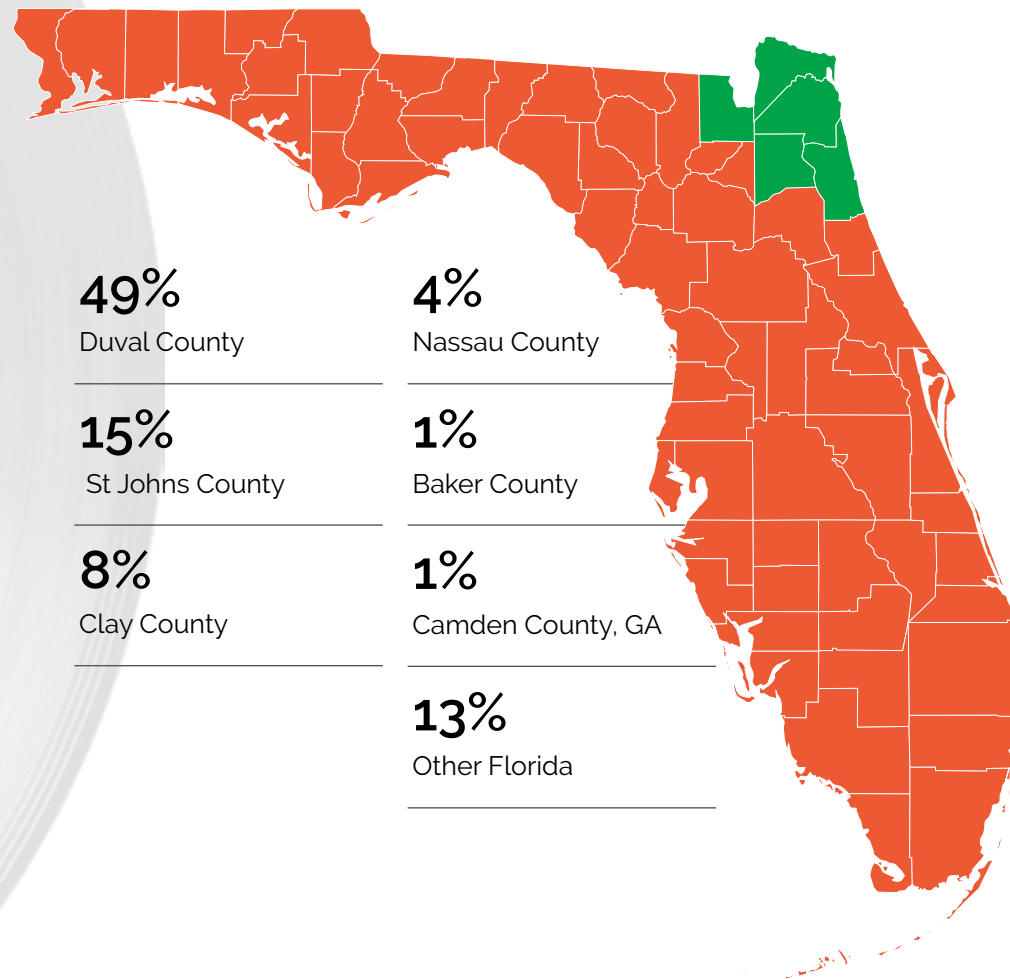 49%
Duval County
15%
St Johns County
8%
Clay County
4%
Nassau County
1%
Baker County
1%
Camden County, GA
13%
Other Florida